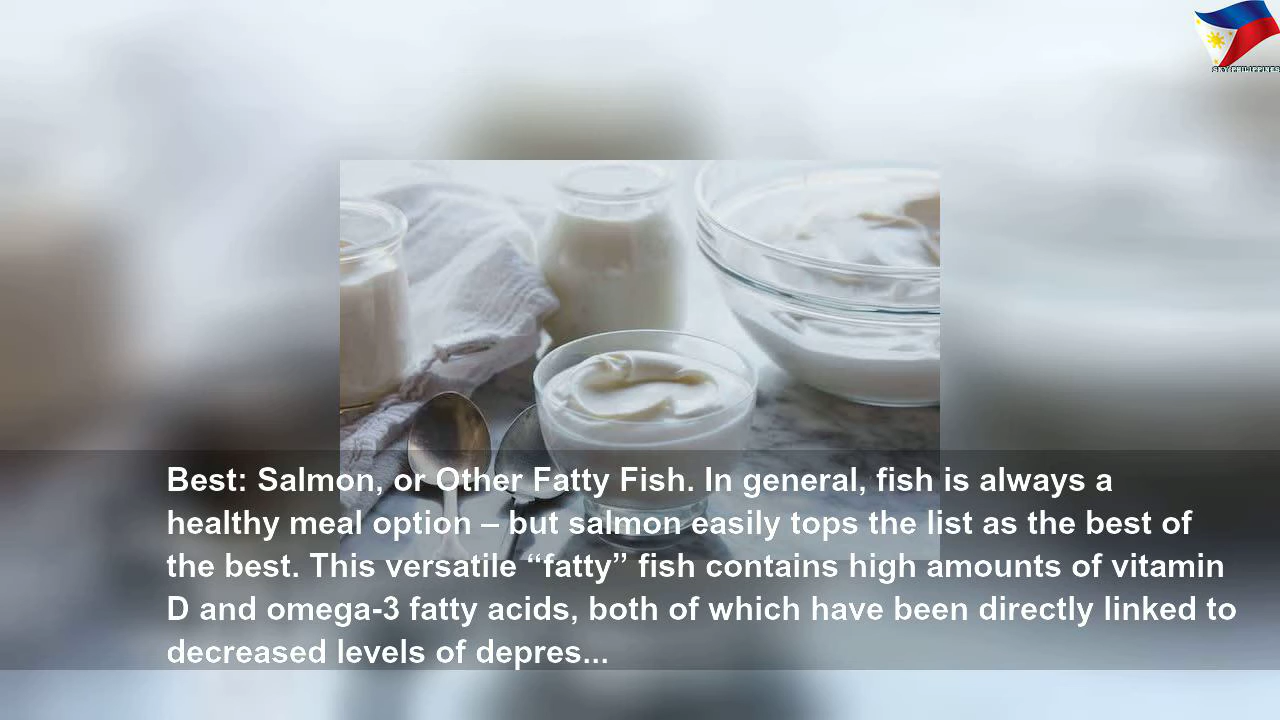 SKYPHILIPPINES
Best: Salmon, or Other Fatty Fish. In general, fish is always a
healthy meal option – but salmon easily tops the list as the best of
the best. This versatile “fatty” fish contains high amounts of vitamin
D and omega-3 fatty acids, both of which have been directly linked to
decreased levels of depres...